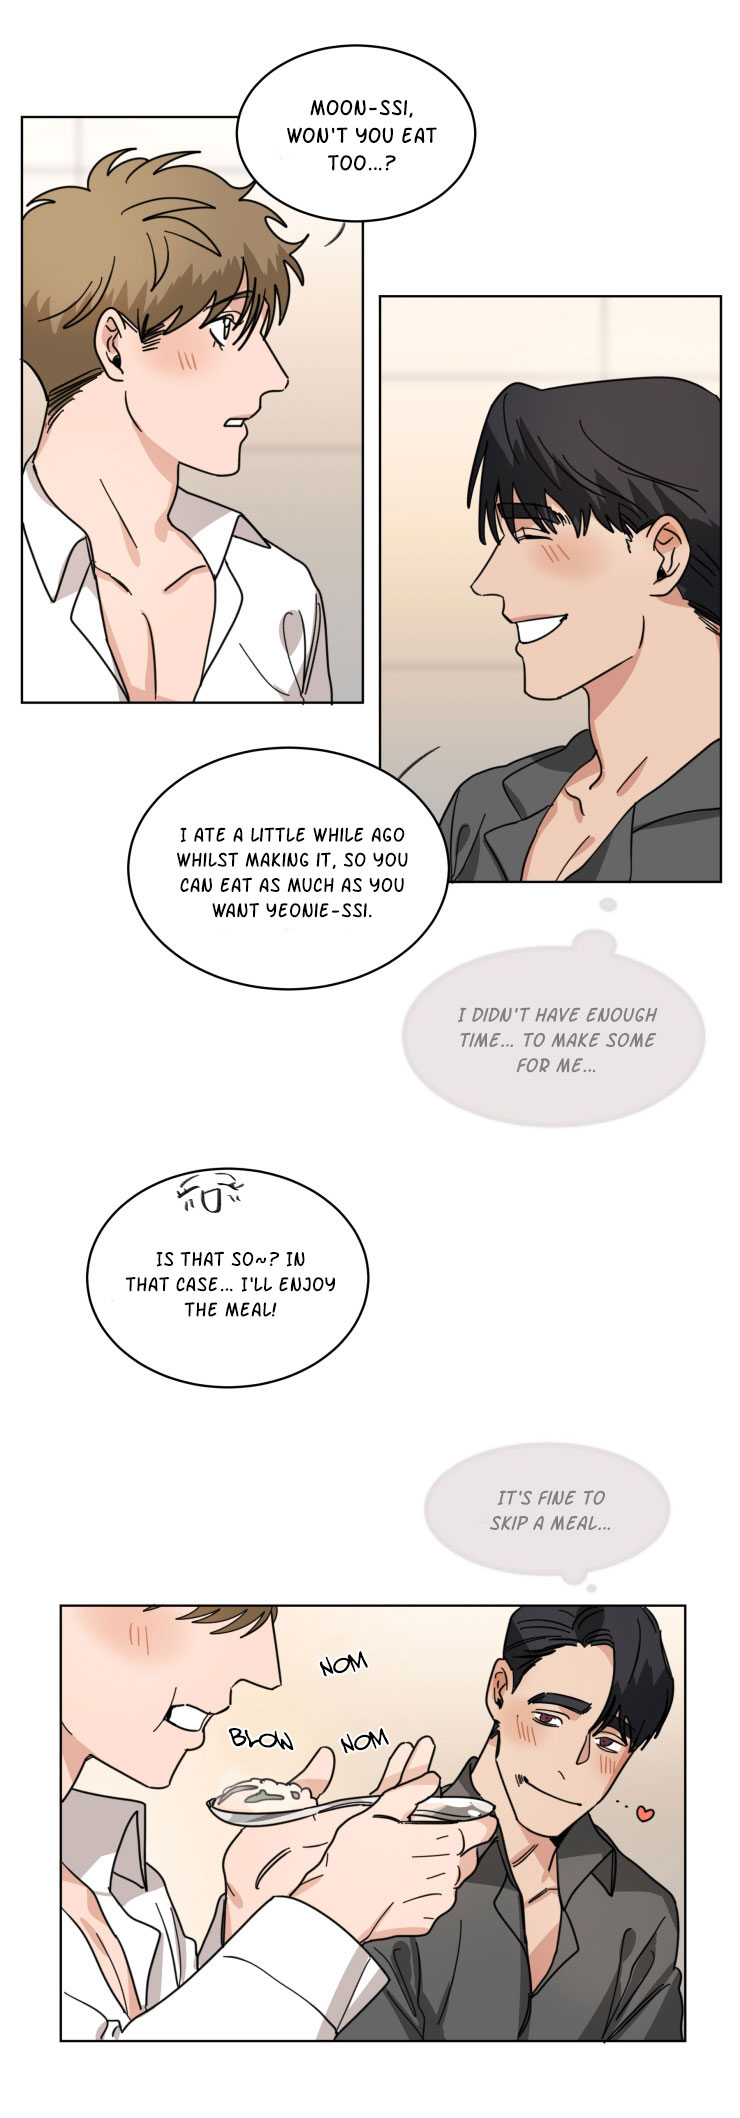 MOON-SSI,
WON'T YOU EAT
TOO...?
I ATE A LITTLE WHILE AGO
WHILST MAKING IT, SO YOU
CAN EAT AS MUCH AS YOU
WANT YEONIE-SSI.
I DIDN'T HAVE ENOUGH
TIME... TO MAKE SOME
FOR ME...
IS THAT SO~? IN
THAT CASE... I'LL ENJOY
THE MEAL!
IT'S FINE TO
SKIP A MEAL...
NOM
BLOW
NOM